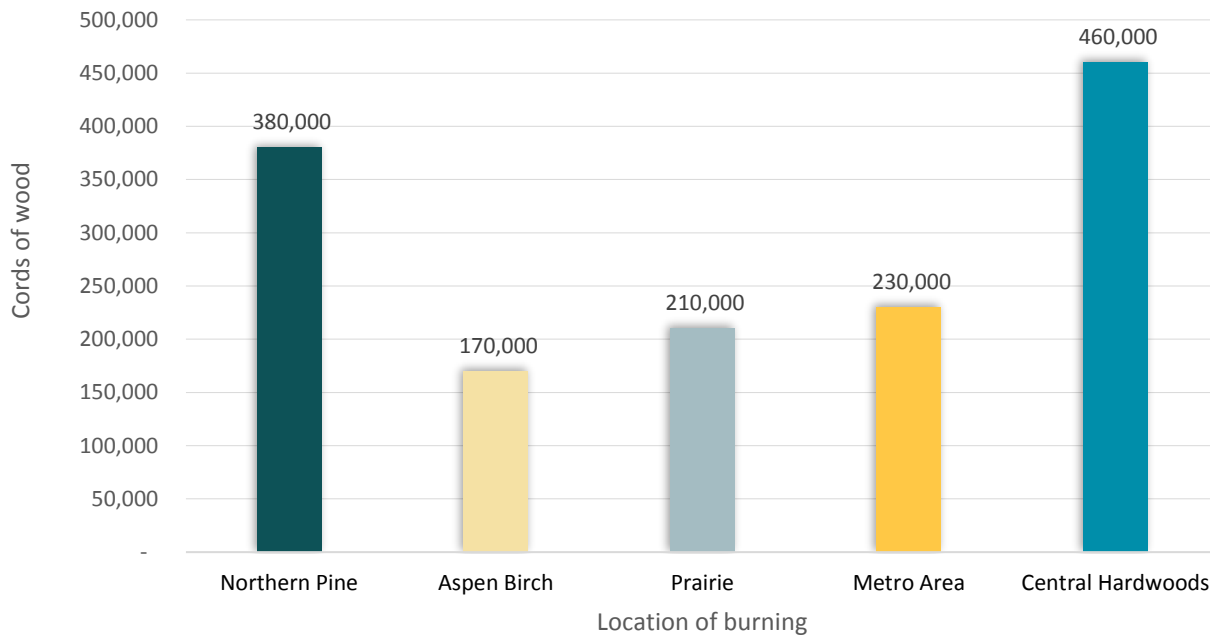 500,000
450,000
400,000
350,000
300,000
250,000
200,000
150,000
100,000
50,000
-
Cords of wood
380,000
170,000
210,000
230,000
460,000
Northern Pine
Aspen Birch
Prairie
Metro Area
Central Hardwoods
Location of burning